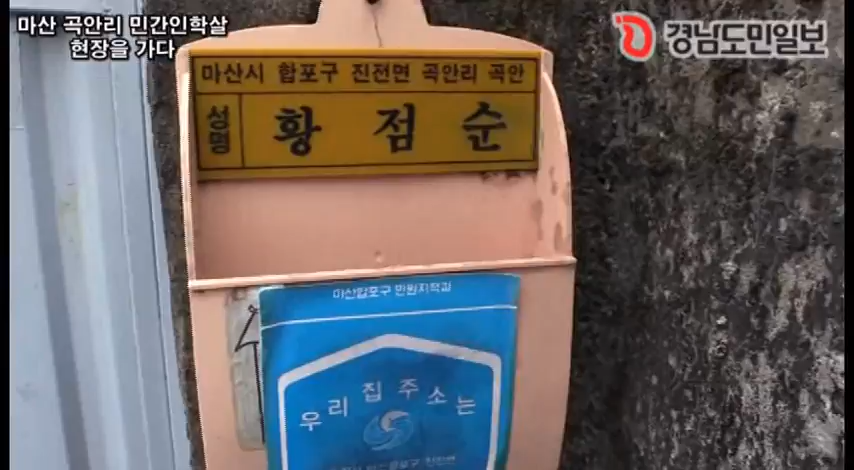 마산 곡안리 민간인학살
현장을 가다
경남도민일보
마산시 합포구 진전면 곡안리 곡안
성명 황점순
마산합포구 민원지적과
우리 집 주소는